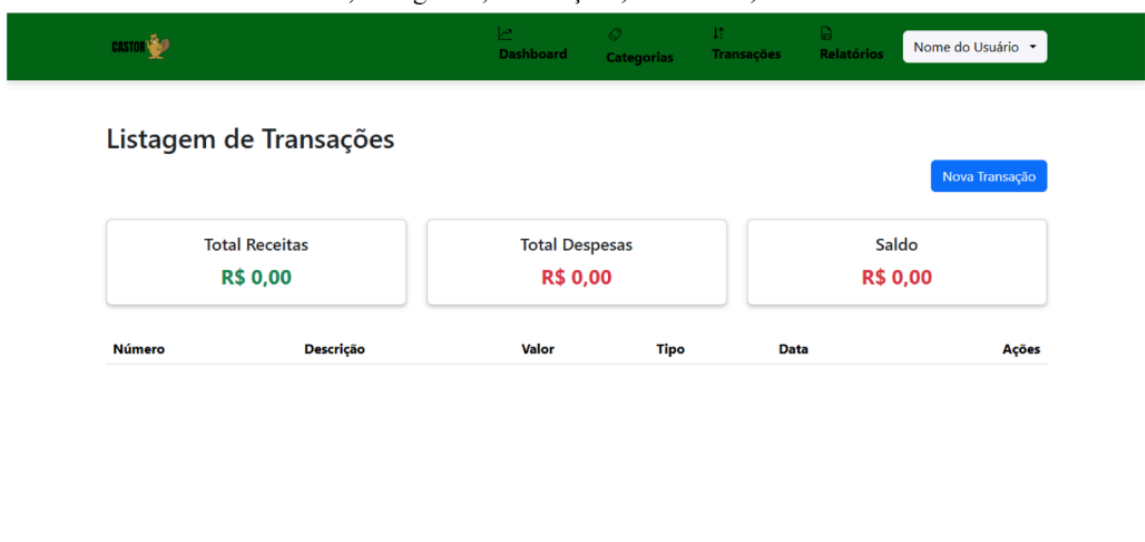 CASTOR
Dashboard Categorias Transações Relatórios Nome do Usuário
Listagem de Transações
Nova Transação
Total Receitas Total Despesas Saldo
R$ 0,00 R$ 0,00 R$ 0,00
Número Descrição Valor Tipo Data Ações